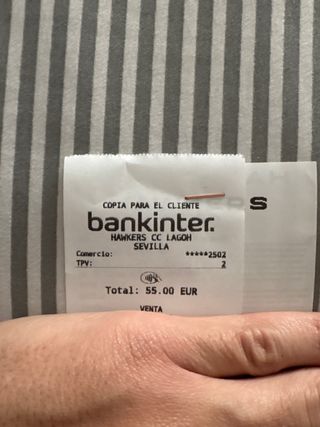 COPIA PARA EL CLIENTE
bankinter.
HAWKERS CC LAGOH
SEVILLA
Comercio: *****2502
TPV: 2
Total: 55.00 EUR
VENTA